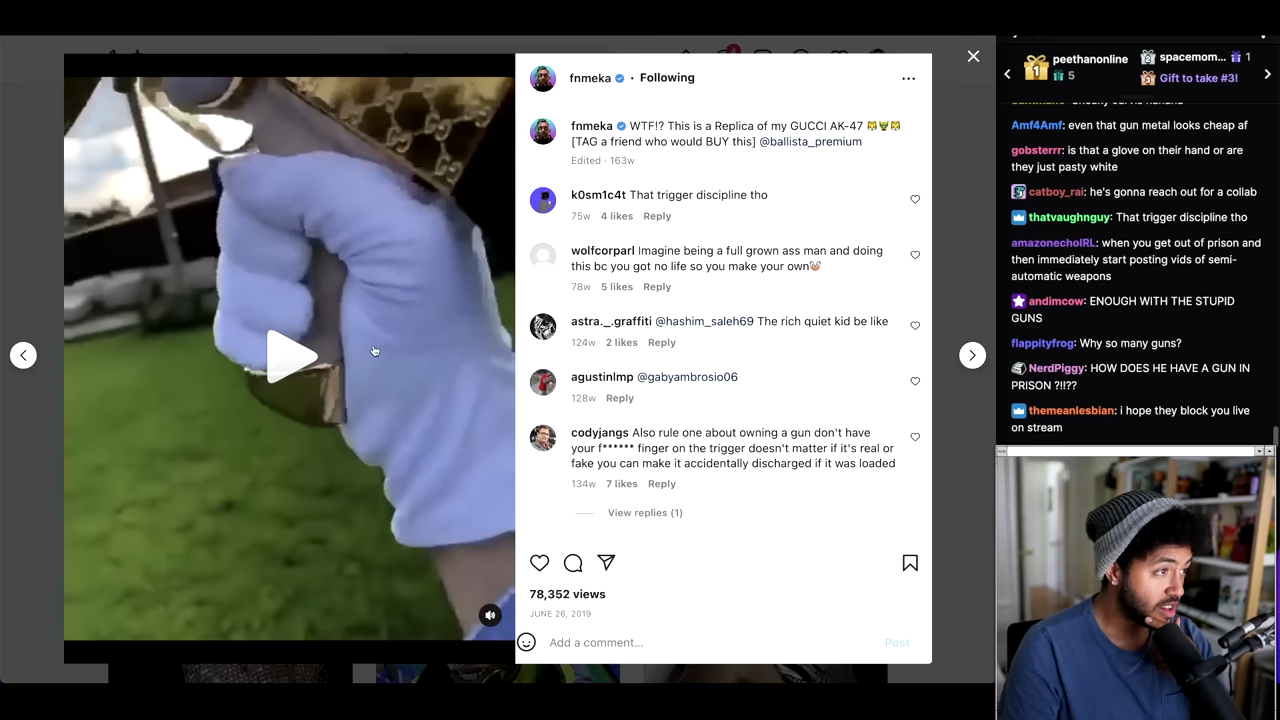 fnmeka • Following
fnmeka WTF!? This is a Replica of my GUCCI AK-47
[TAG a friend who would BUY this] @ballista_premium
Edited · 163w
k0sm1c4t That trigger discipline tho
75w 4 likes Reply
wolfcorparl Imagine being a full grown ass man and doing
this bc you got no life so you make your own🤡
78w 5 likes Reply
astra._.graffiti @hashim_saleh69 The rich quiet kid be like
124w 2 likes Reply
agustinlmp @gabyambrosio06
128w Reply
codyjangs Also rule one about owning a gun don't have
your f****** finger on the trigger doesn't matter if it's real or
fake you can make it accidentally discharged if it was loaded
134w 7 likes Reply
View replies (1)
78,352 views
JUNE 26, 2019
Add a comment...
Post
1 peethanonline
5
2 spacemom... 1
3 Gift to take #3!
Amf4Amf: even that gun metal looks cheap af
gobsterrr: is that a glove on their hand or are
they just pasty white
catboy_rai: he's gonna reach out for a collab
thatvaughnguy: That trigger discipline tho
amazonecholRL: when you get out of prison and
then immediately start posting vids of semi-
automatic weapons
andimcow: ENOUGH WITH THE STUPID
GUNS
flappityfrog: Why so many guns?
NerdPiggy: HOW DOES HE HAVE A GUN IN
PRISON ?!!??
themeanlesbian: i hope they block you live
on stream